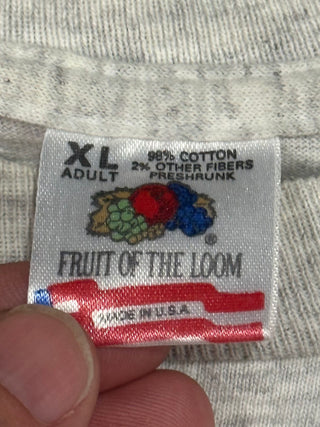 XL
ADULT
98% COTTON
2% OTHER FIBERS
PRESHRUNK
®
FRUIT OF THE LOOM
MADE IN U.S.A.